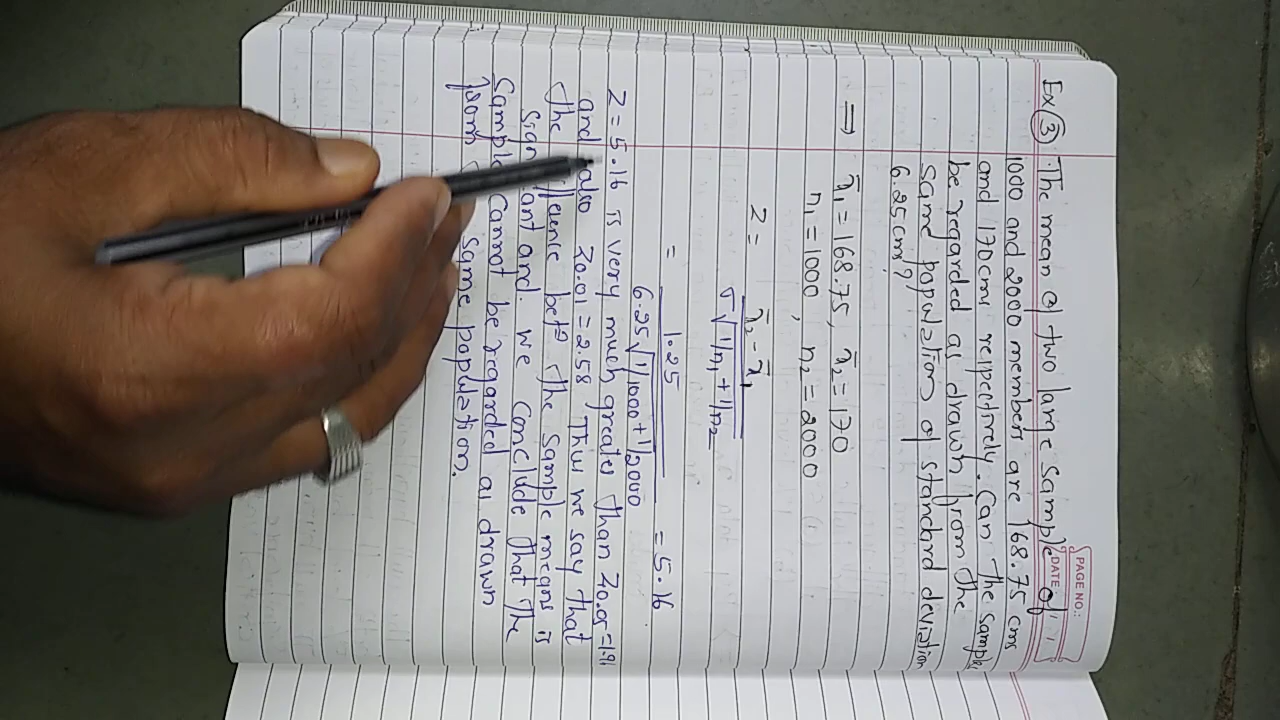 PAGE NO.:
DATE
Ex ③ The mean of two large sample of
1000 and 2000 members are 168.75 cms
and 170 cms respectively. Can the samples
be regarded as drawn from the
same population of standard deviation
6.25 cm?
⇒ x̄₁ = 168.75, x̄₂ = 170
n₁ = 1000, n₂ = 2000
Z = x̄₂ - x̄₁ / σ√1/n₁ + 1/n₂
= 1.25 / 6.25√1/1000 + 1/2000 = 5.16
Z = 5.16 is very much greater than Z0.05 = 1.96
and also Z0.01 = 2.58 Thus we say that
the betⁿ the sample means is
and we conclude that the
cannot be regarded as drawn
from same population.